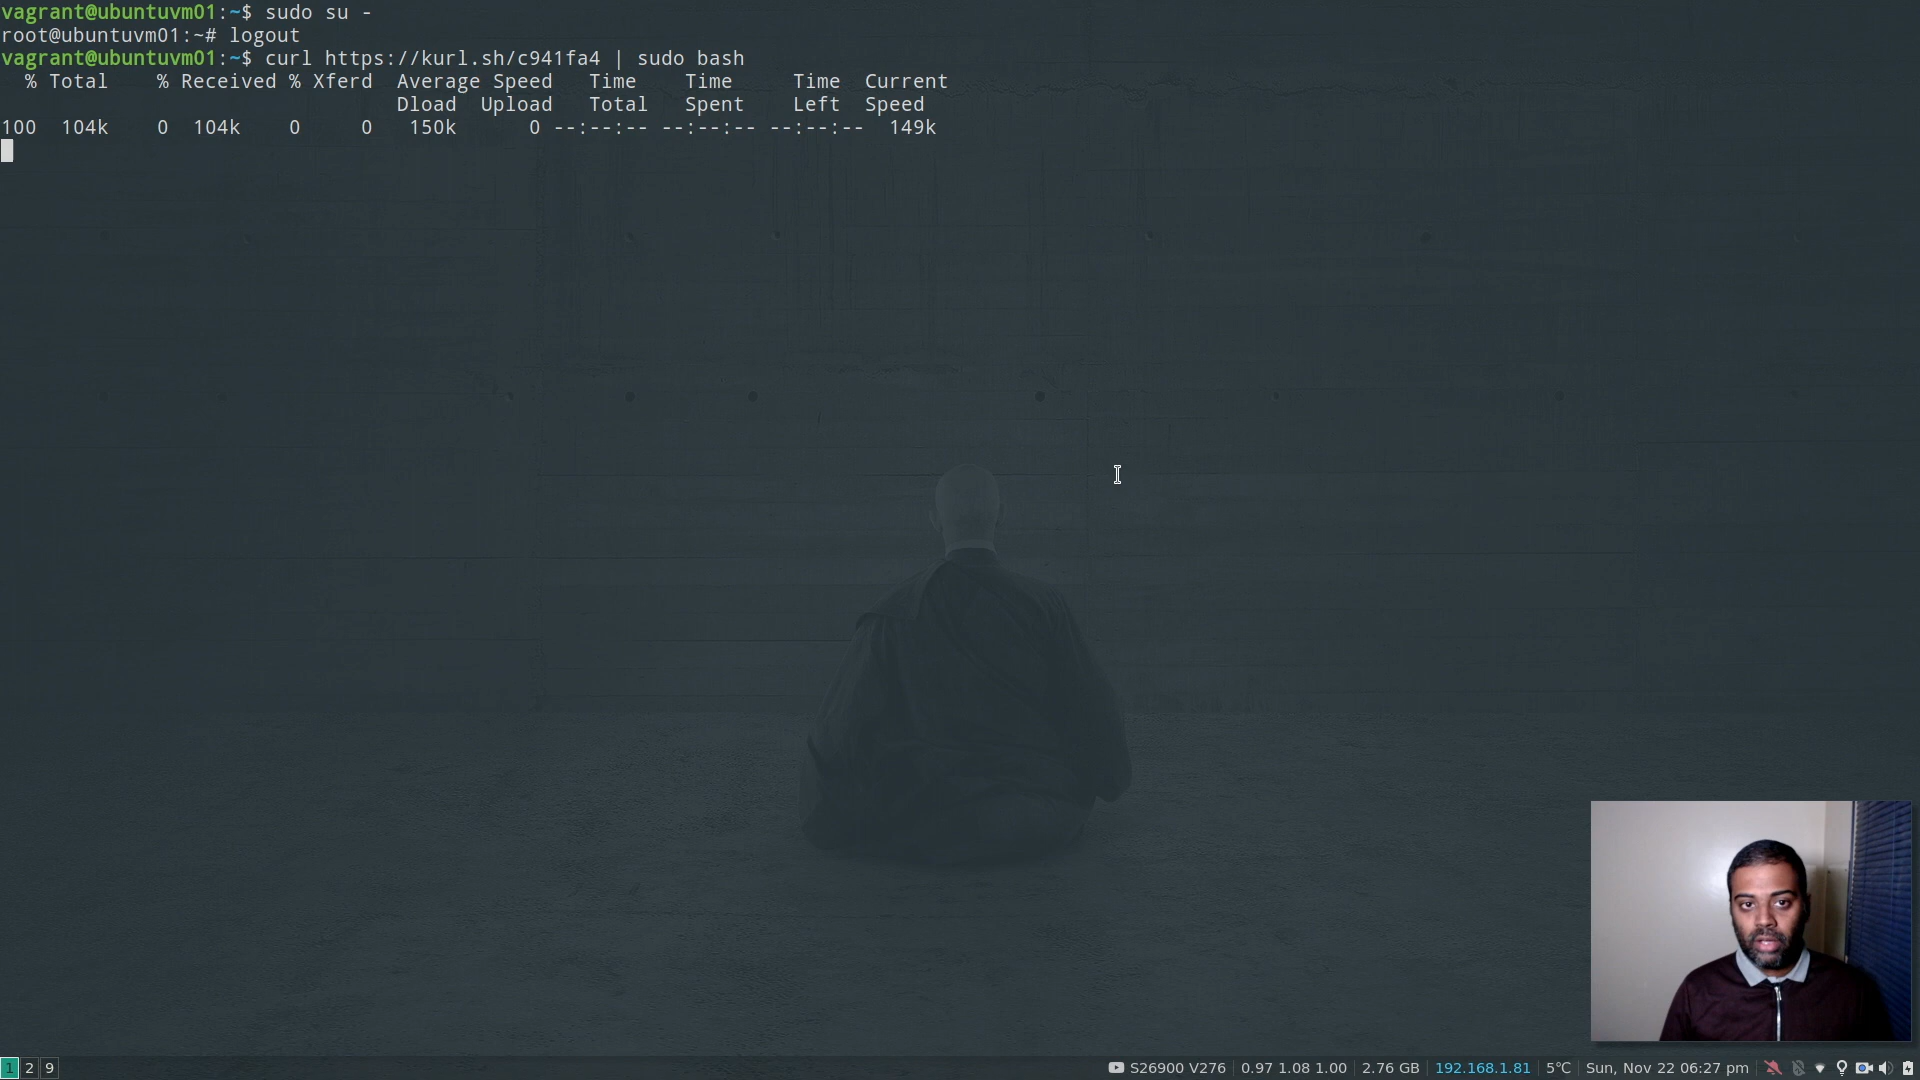 vagrant@ubuntuvm01:~$ sudo su -
root@ubuntuvm01:~# logout
vagrant@ubuntuvm01:~$ curl https://kurl.sh/c941fa4 | sudo bash
  % Total    % Received % Xferd  Average Speed   Time    Time     Time  Current
                                 Dload  Upload   Total   Spent    Left  Speed
100  104k    0  104k    0     0   150k      0 --:--:-- --:--:-- --:--:--  149k
1 2 9 S26900 V276 0.97 1.08 1.00 2.76 GB 192.168.1.81 5℃ Sun, Nov 22 06:27 pm